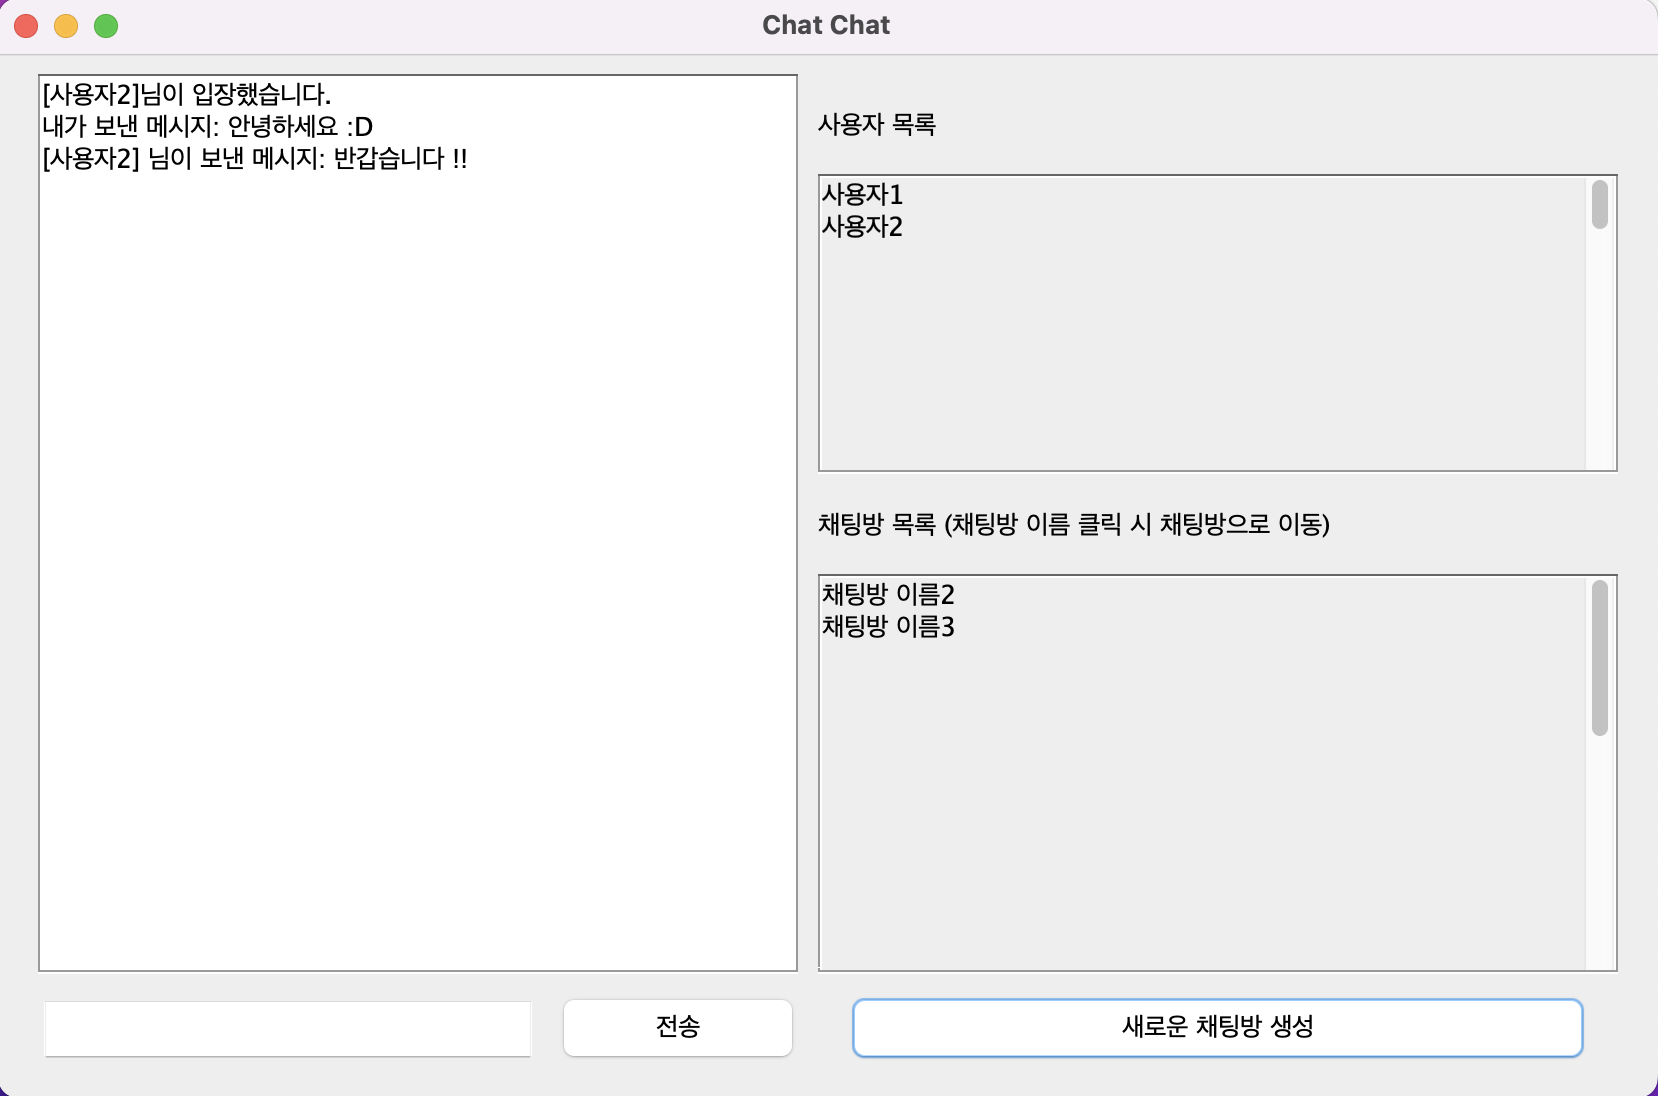 Chat Chat
[사용자2]님이 입장했습니다.
내가 보낸 메시지: 안녕하세요 :D
[사용자2] 님이 보낸 메시지: 반갑습니다 !!
사용자 목록
사용자1
사용자2
채팅방 목록 (채팅방 이름 클릭 시 채팅방으로 이동)
채팅방 이름2
채팅방 이름3
전송
새로운 채팅방 생성